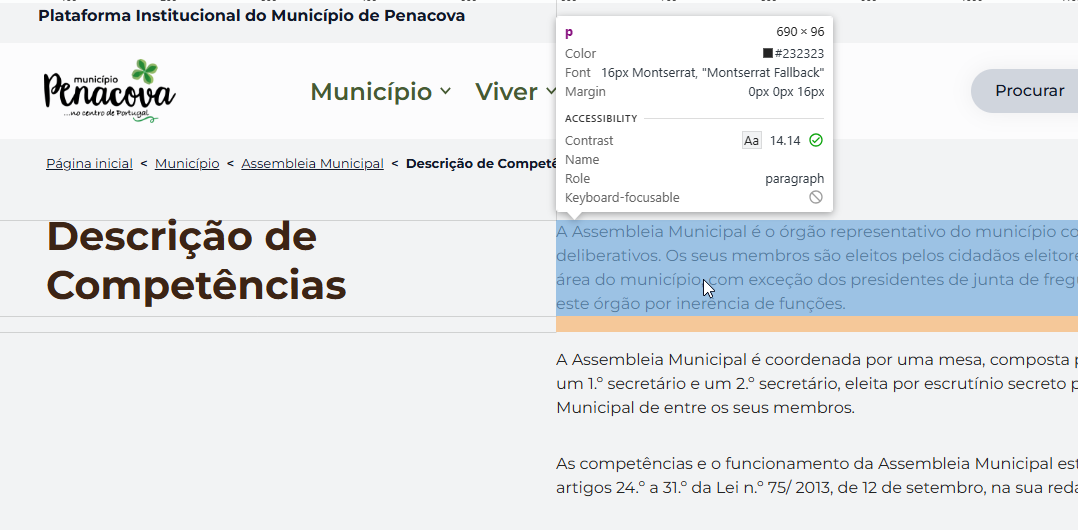 Plataforma Institucional do Município de Penacova
município
Penacova
...no centro de Portugal
Município
Viver
Procurar
p 690 × 96
Color #232323
Font 16px Montserrat, "Montserrat Fallback"
Margin 0px 0px 16px
ACCESSIBILITY
Contrast Aa 14.14
Name
Role paragraph
Keyboard-focusable
Página inicial < Município < Assembleia Municipal < Descrição de Compet
Descrição de
Competências
A Assembleia Municipal é o órgão representativo do município
deliberativos. Os seus membros são eleitos pelos cidadãos
área do município, com exceção dos presidentes de junta de
este órgão por inerência de funções.
A Assembleia Municipal é coordenada por uma mesa, composta
um 1.º secretário e um 2.º secretário, eleita por escrutínio secreto
Municipal de entre os seus membros.
As competências e o funcionamento da Assembleia Municipal
artigos 24.º a 31.º da Lei n.º 75/ 2013, de 12 de setembro, na sua